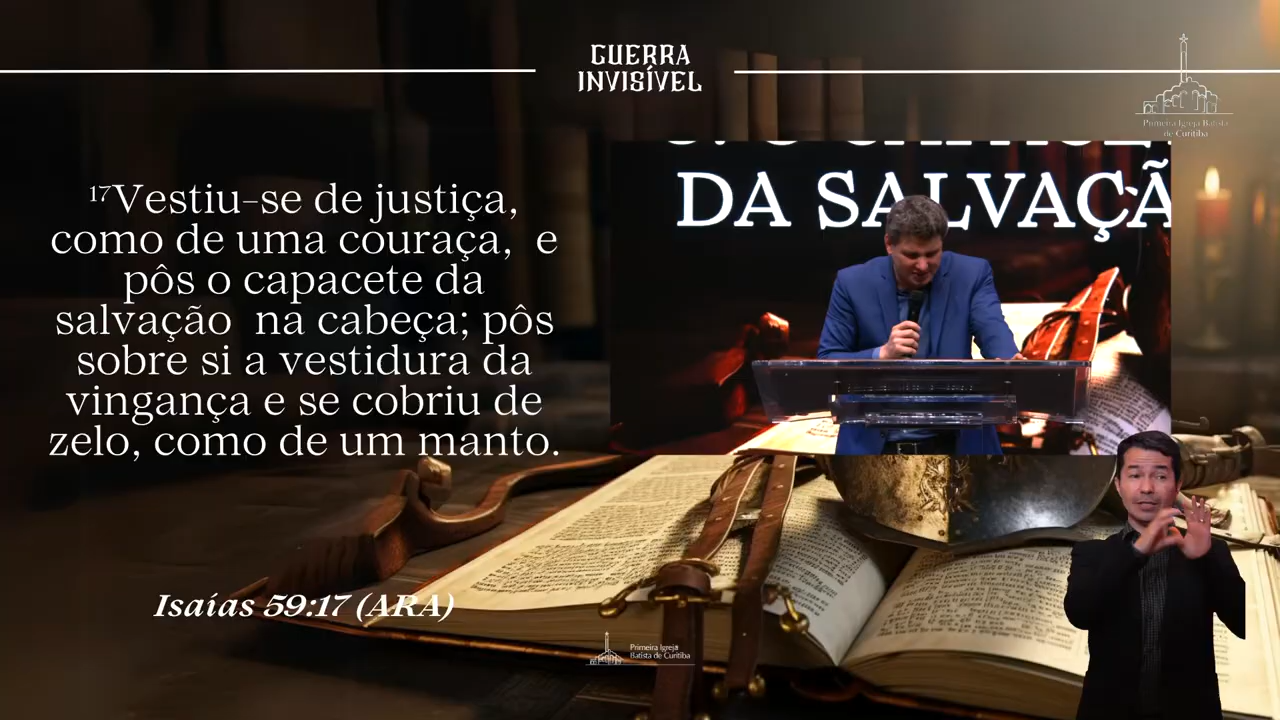 GUERRA
INVISÍVEL
Primeira Igreja Batista
de Curitiba
DA SALVAÇÃ
¹⁷Vestiu-se de justiça,
como de uma couraça, e
pôs o capacete da
salvação na cabeça; pôs
sobre si a vestidura da
vingança e se cobriu de
zelo, como de um manto.
Isaías 59:17 (ARA)
Primeira Igreja
Batista de Curitiba